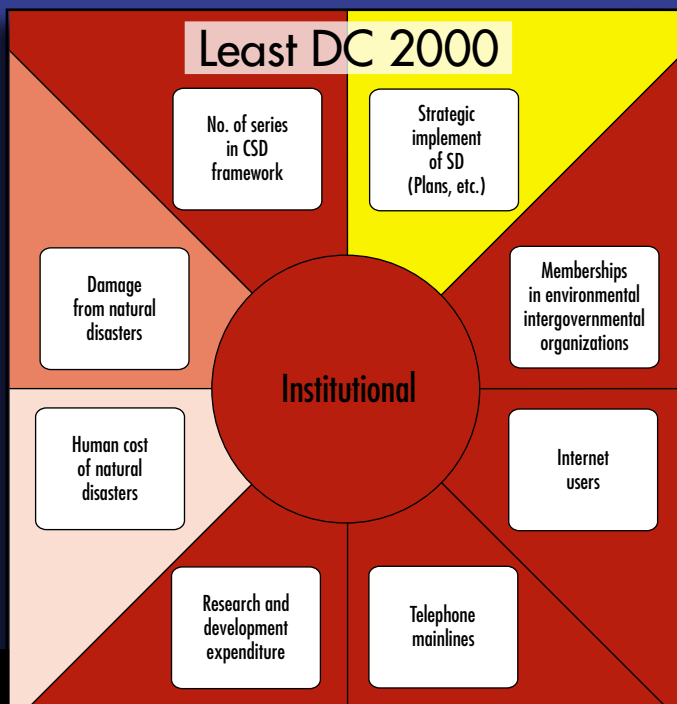 Least DC 2000
No. of series
in CSD
framework
Strategic
implement
of SD
(Plans, etc.)
Damage
from natural
disasters
Memberships
in environmental
intergovernmental
organizations
Institutional
Human cost
of natural
disasters
Internet
users
Research and
development
expenditure
Telephone
mainlines